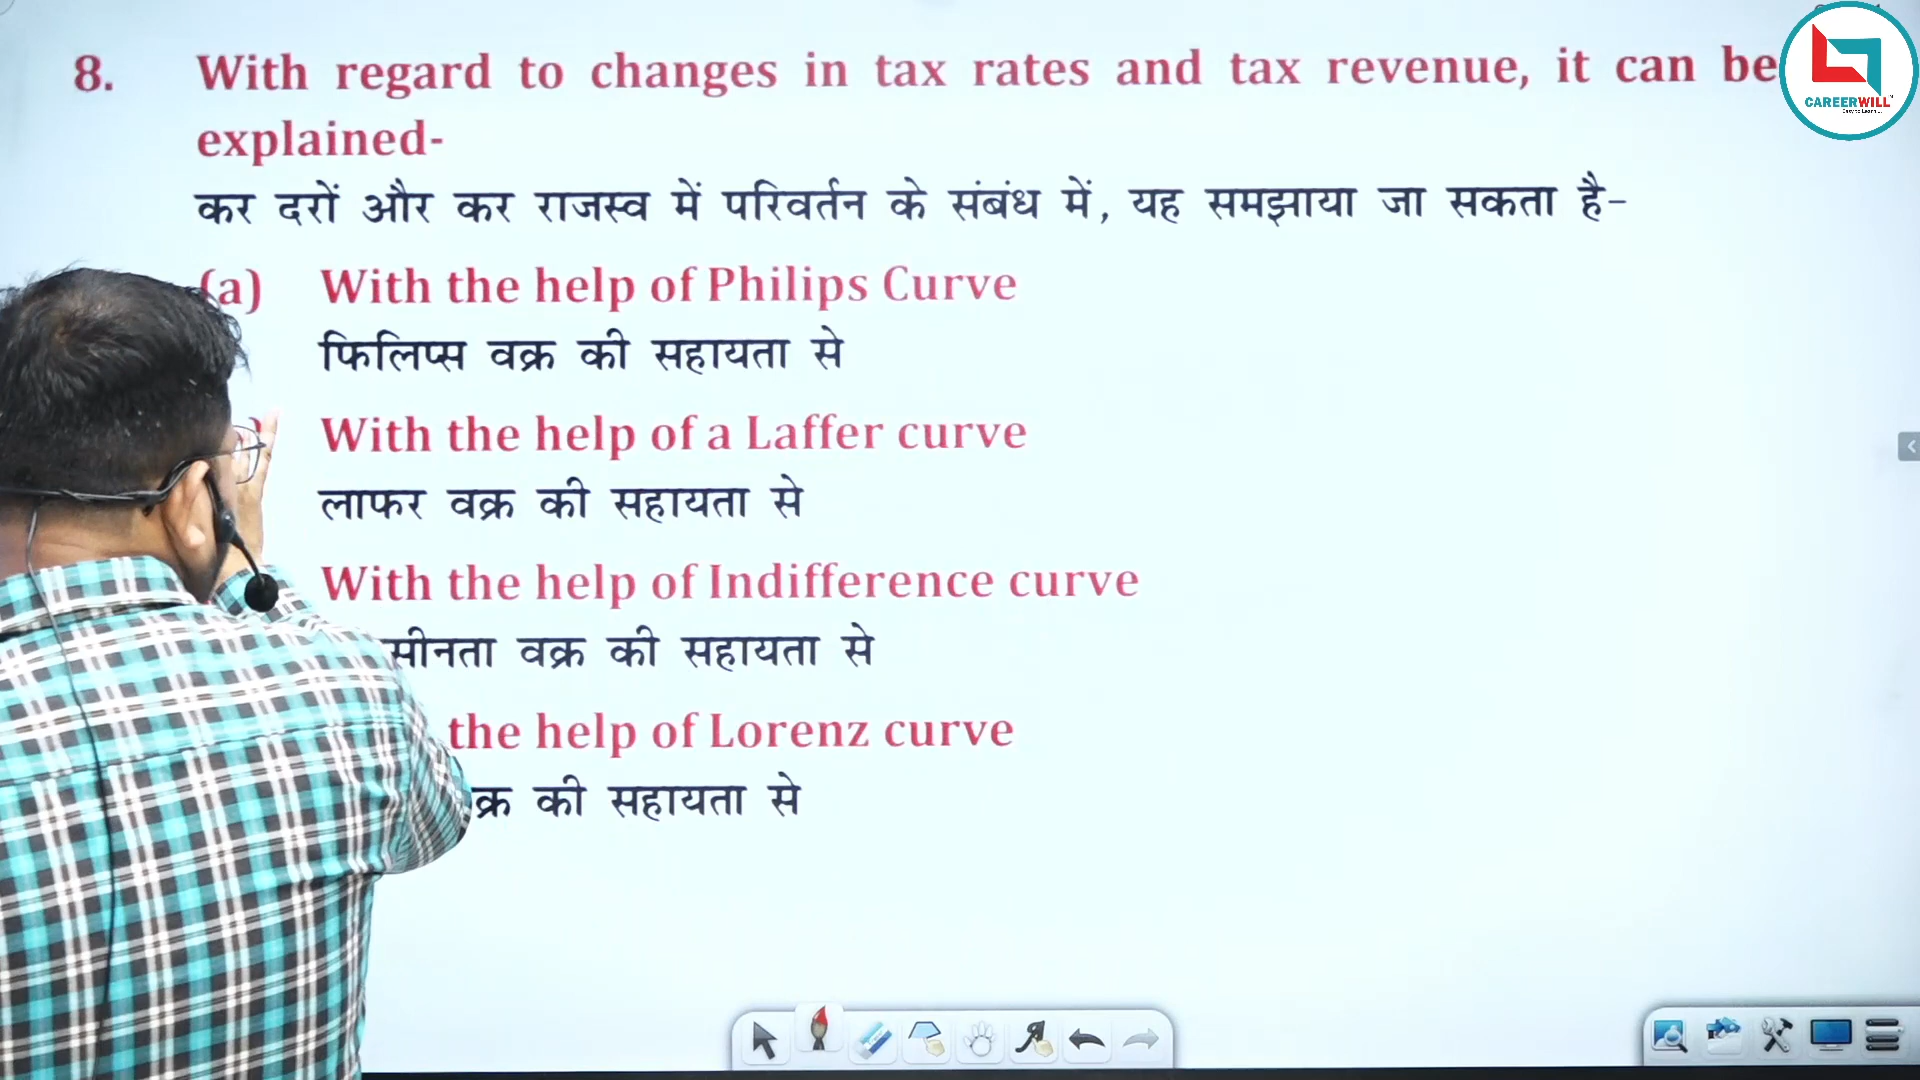 8. With regard to changes in tax rates and tax revenue, it can be
explained-
कर दरों और कर राजस्व में परिवर्तन के संबंध में, यह समझाया जा सकता है-
(a) With the help of Philips Curve
फिलिप्स वक्र की सहायता से
With the help of a Laffer curve
लाफर वक्र की सहायता से
With the help of Indifference curve
सीनता वक्र की सहायता से
the help of Lorenz curve
क्र की सहायता से
CAREERWILL